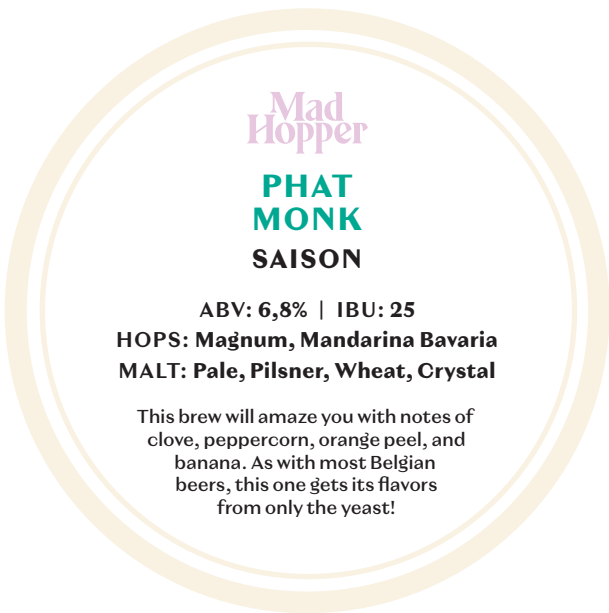 Mad
Hopper
PHAT
MONK
SAISON
ABV: 6,8% | IBU: 25
HOPS: Magnum, Mandarina Bavaria
MALT: Pale, Pilsner, Wheat, Crystal
This brew will amaze you with notes of
clove, peppercorn, orange peel, and
banana. As with most Belgian
beers, this one gets its flavors
from only the yeast!